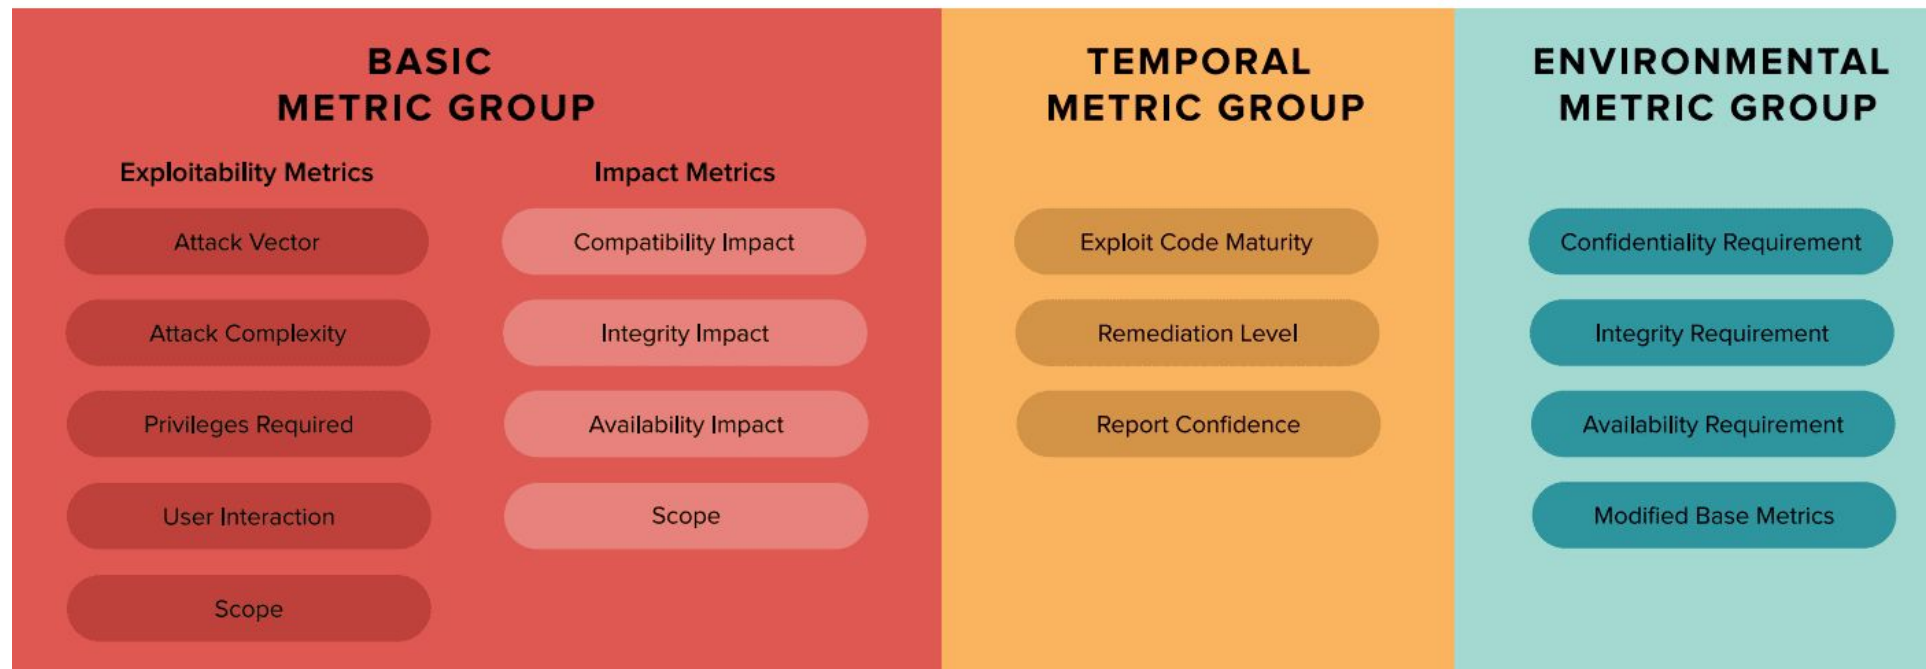 BASIC
METRIC GROUP
Exploitability Metrics
Attack Vector
Attack Complexity
Privileges Required
User Interaction
Scope
Impact Metrics
Compatibility Impact
Integrity Impact
Availability Impact
Scope
TEMPORAL
METRIC GROUP
Exploit Code Maturity
Remediation Level
Report Confidence
ENVIRONMENTAL
METRIC GROUP
Confidentiality Requirement
Integrity Requirement
Availability Requirement
Modified Base Metrics